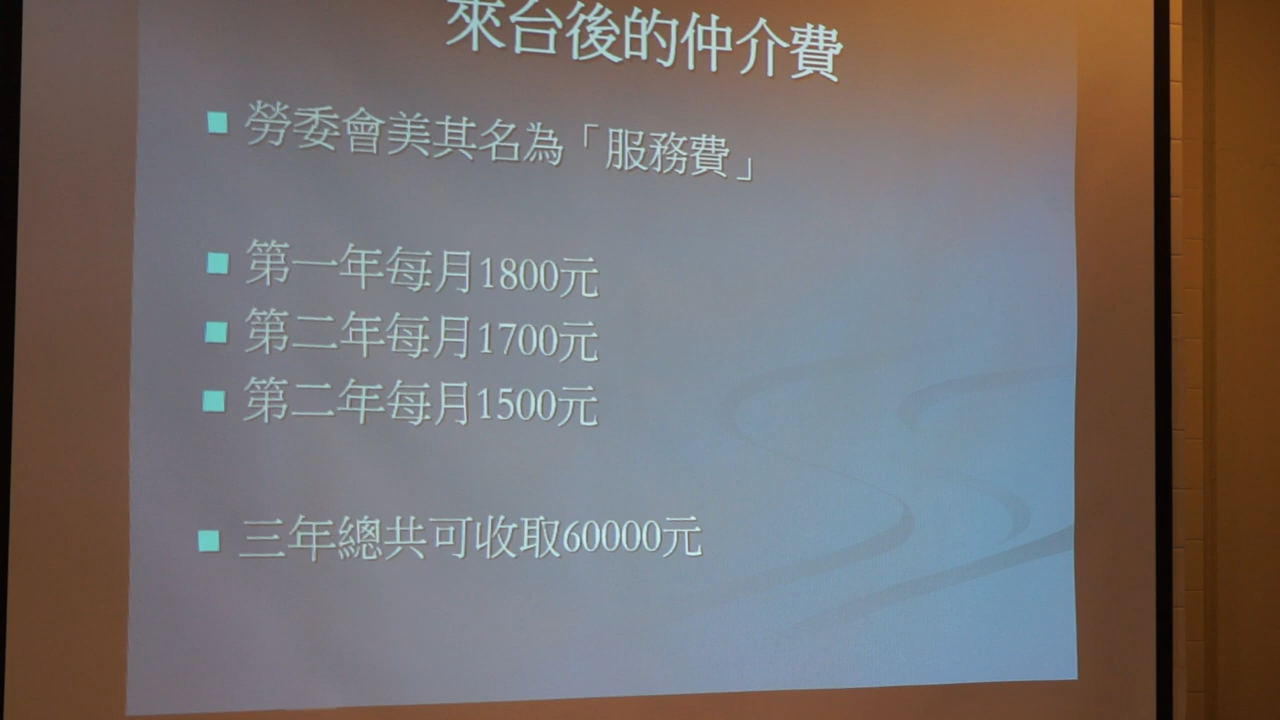 來台後的仲介費
勞委會美其名為「服務費」
第一年每月1800元
第二年每月1700元
第二年每月1500元
三年總共可收取60000元